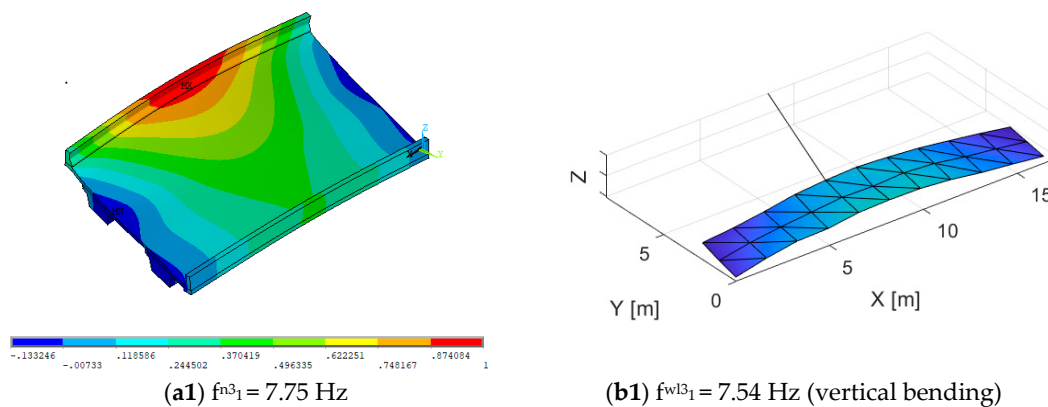 MX
Z
X
Y
-.133246 .118586 .370419 .622251 .874084
-.00733 .244502 .496335 .748167 1
(a1) fⁿ³₁ = 7.75 Hz
Z
5
Y [m]
0
5
10
15
X [m]
(b1) fʷˡ³₁ = 7.54 Hz (vertical bending)